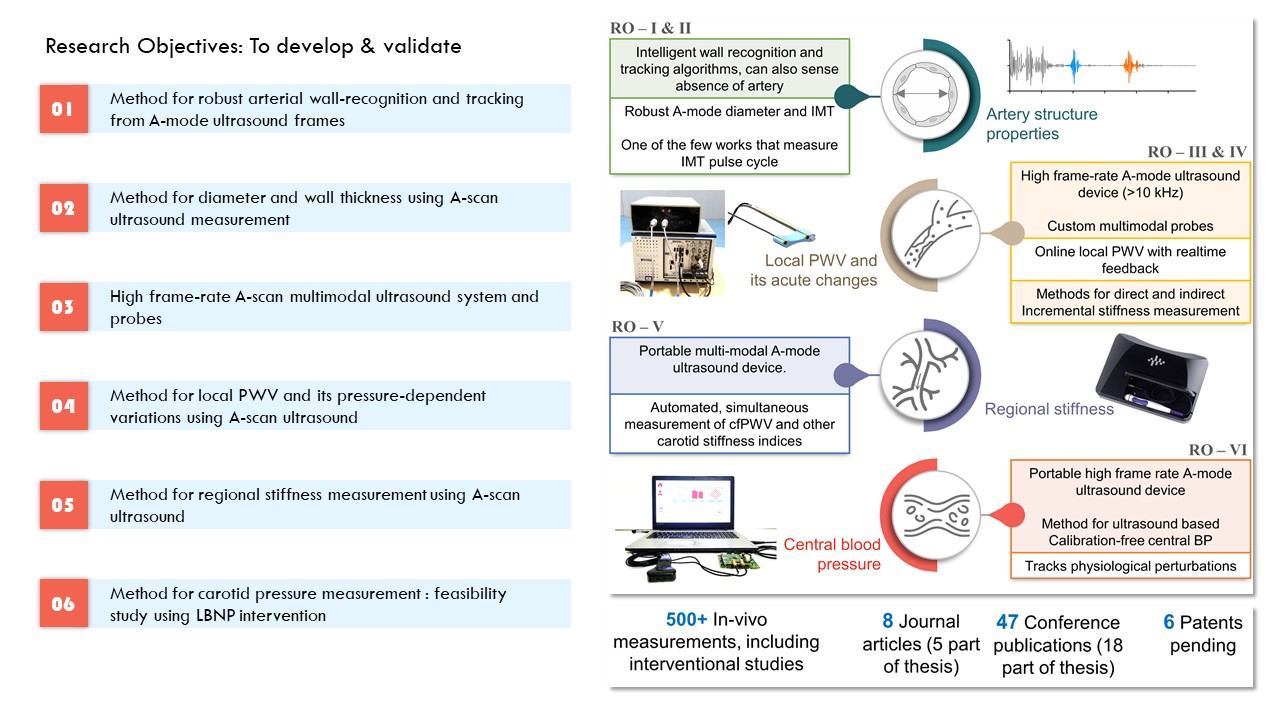 Research Objectives: To develop & validate
01
Method for robust arterial wall-recognition and tracking
from A-mode ultrasound frames
02
Method for diameter and wall thickness using A-scan
ultrasound measurement
03
High frame-rate A-scan multimodal ultrasound system and
probes
04
Method for local PWV and its pressure-dependent
variations using A-scan ultrasound
05
Method for regional stiffness measurement using A-scan
ultrasound
06
Method for carotid pressure measurement : feasibility
study using LBNP intervention
RO – I & II
Intelligent wall recognition and
tracking algorithms, can also sense
absence of artery
Robust A-mode diameter and IMT
One of the few works that measure
IMT pulse cycle
Artery structure
properties
RO – III & IV
High frame-rate A-mode ultrasound
device (>10 kHz)
Custom multimodal probes
Online local PWV with realtime
feedback
Methods for direct and indirect
Incremental stiffness measurement
Local PWV and
its acute changes
RO – V
Portable multi-modal A-mode
ultrasound device.
Automated, simultaneous
measurement of cfPWV and other
carotid stiffness indices
Regional stiffness
RO – VI
Portable high frame rate A-mode
ultrasound device
Method for ultrasound based
Calibration-free central BP
Tracks physiological perturbations
Central blood
pressure
500+ In-vivo
measurements, including
interventional studies
8 Journal
articles (5 part
of thesis)
47 Conference
publications (18
part of thesis)
6 Patents
pending